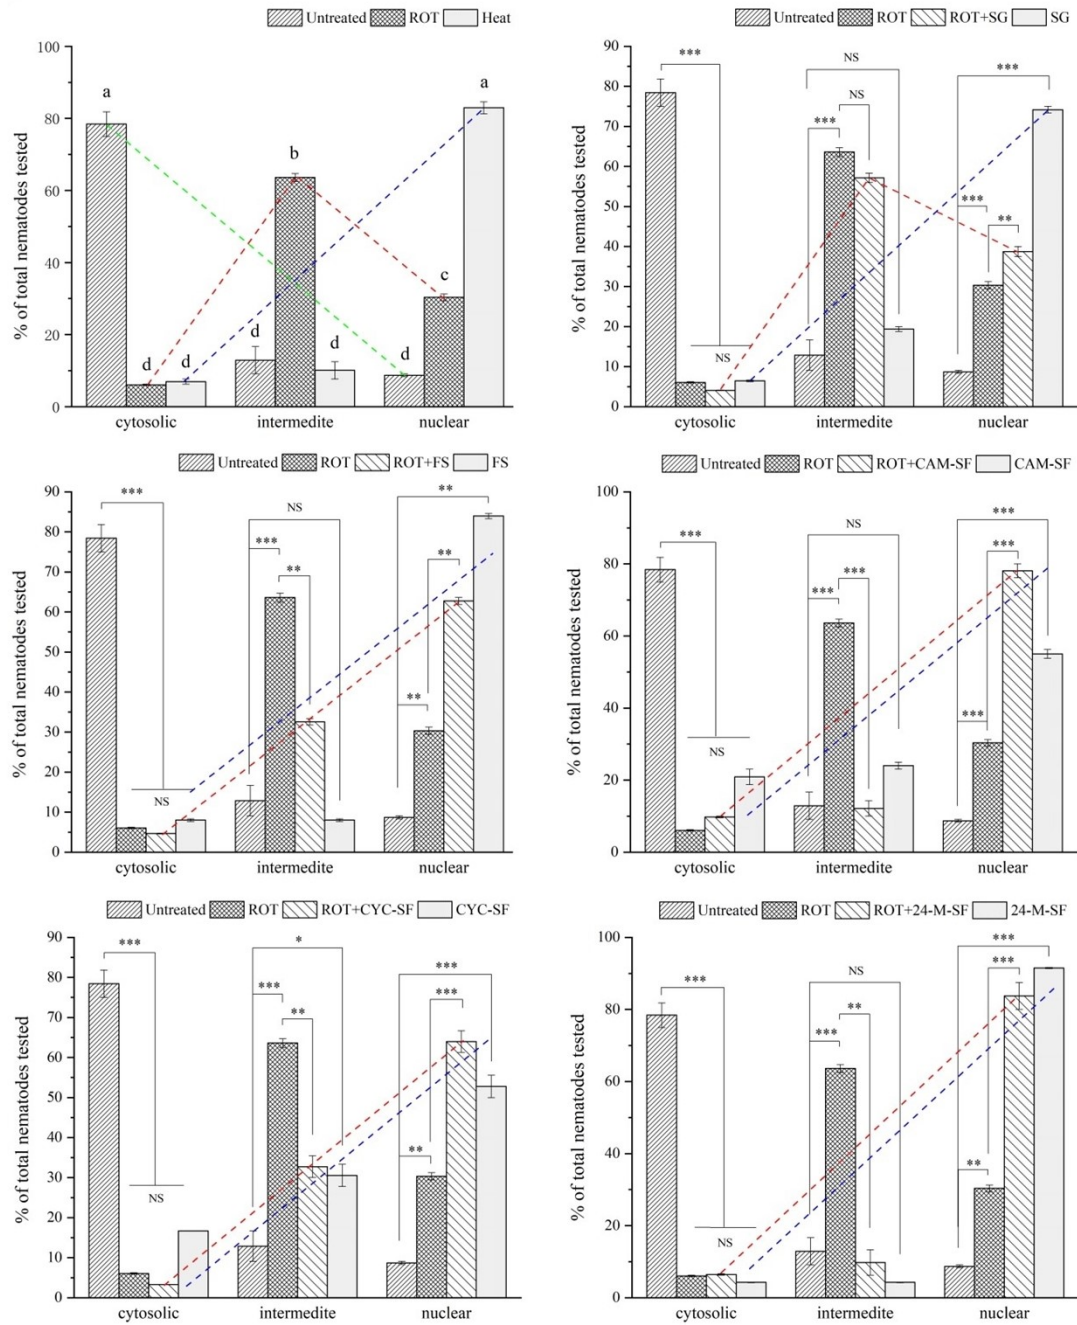 Untreated ROT Heat
% of total nematodes tested
100
80
60
40
20
0
a
d
d
d
b
d
d
c
a
cytosolic intermedite nuclear
Untreated ROT ROT+SG SG
% of total nematodes tested
90
80
70
60
50
40
30
20
10
0
***
NS
NS
NS
***
***
***
**
cytosolic intermedite nuclear
Untreated ROT ROT+FS FS
% of total nematodes tested
90
80
70
60
50
40
30
20
10
0
***
NS
NS
***
**
**
**
**
cytosolic intermedite nuclear
Untreated ROT ROT+CAM-SF CAM-SF
% of total nematodes tested
100
80
60
40
20
0
***
NS
NS
***
***
***
***
***
cytosolic intermedite nuclear
Untreated ROT ROT+CYC-SF CYC-SF
% of total nematodes tested
90
80
70
60
50
40
30
20
10
0
***
NS
*
***
**
***
***
**
cytosolic intermedite nuclear
Untreated ROT ROT+24-M-SF 24-M-SF
% of total nematodes tested
100
80
60
40
20
0
***
NS
NS
***
**
***
***
**
cytosolic intermedite nuclear